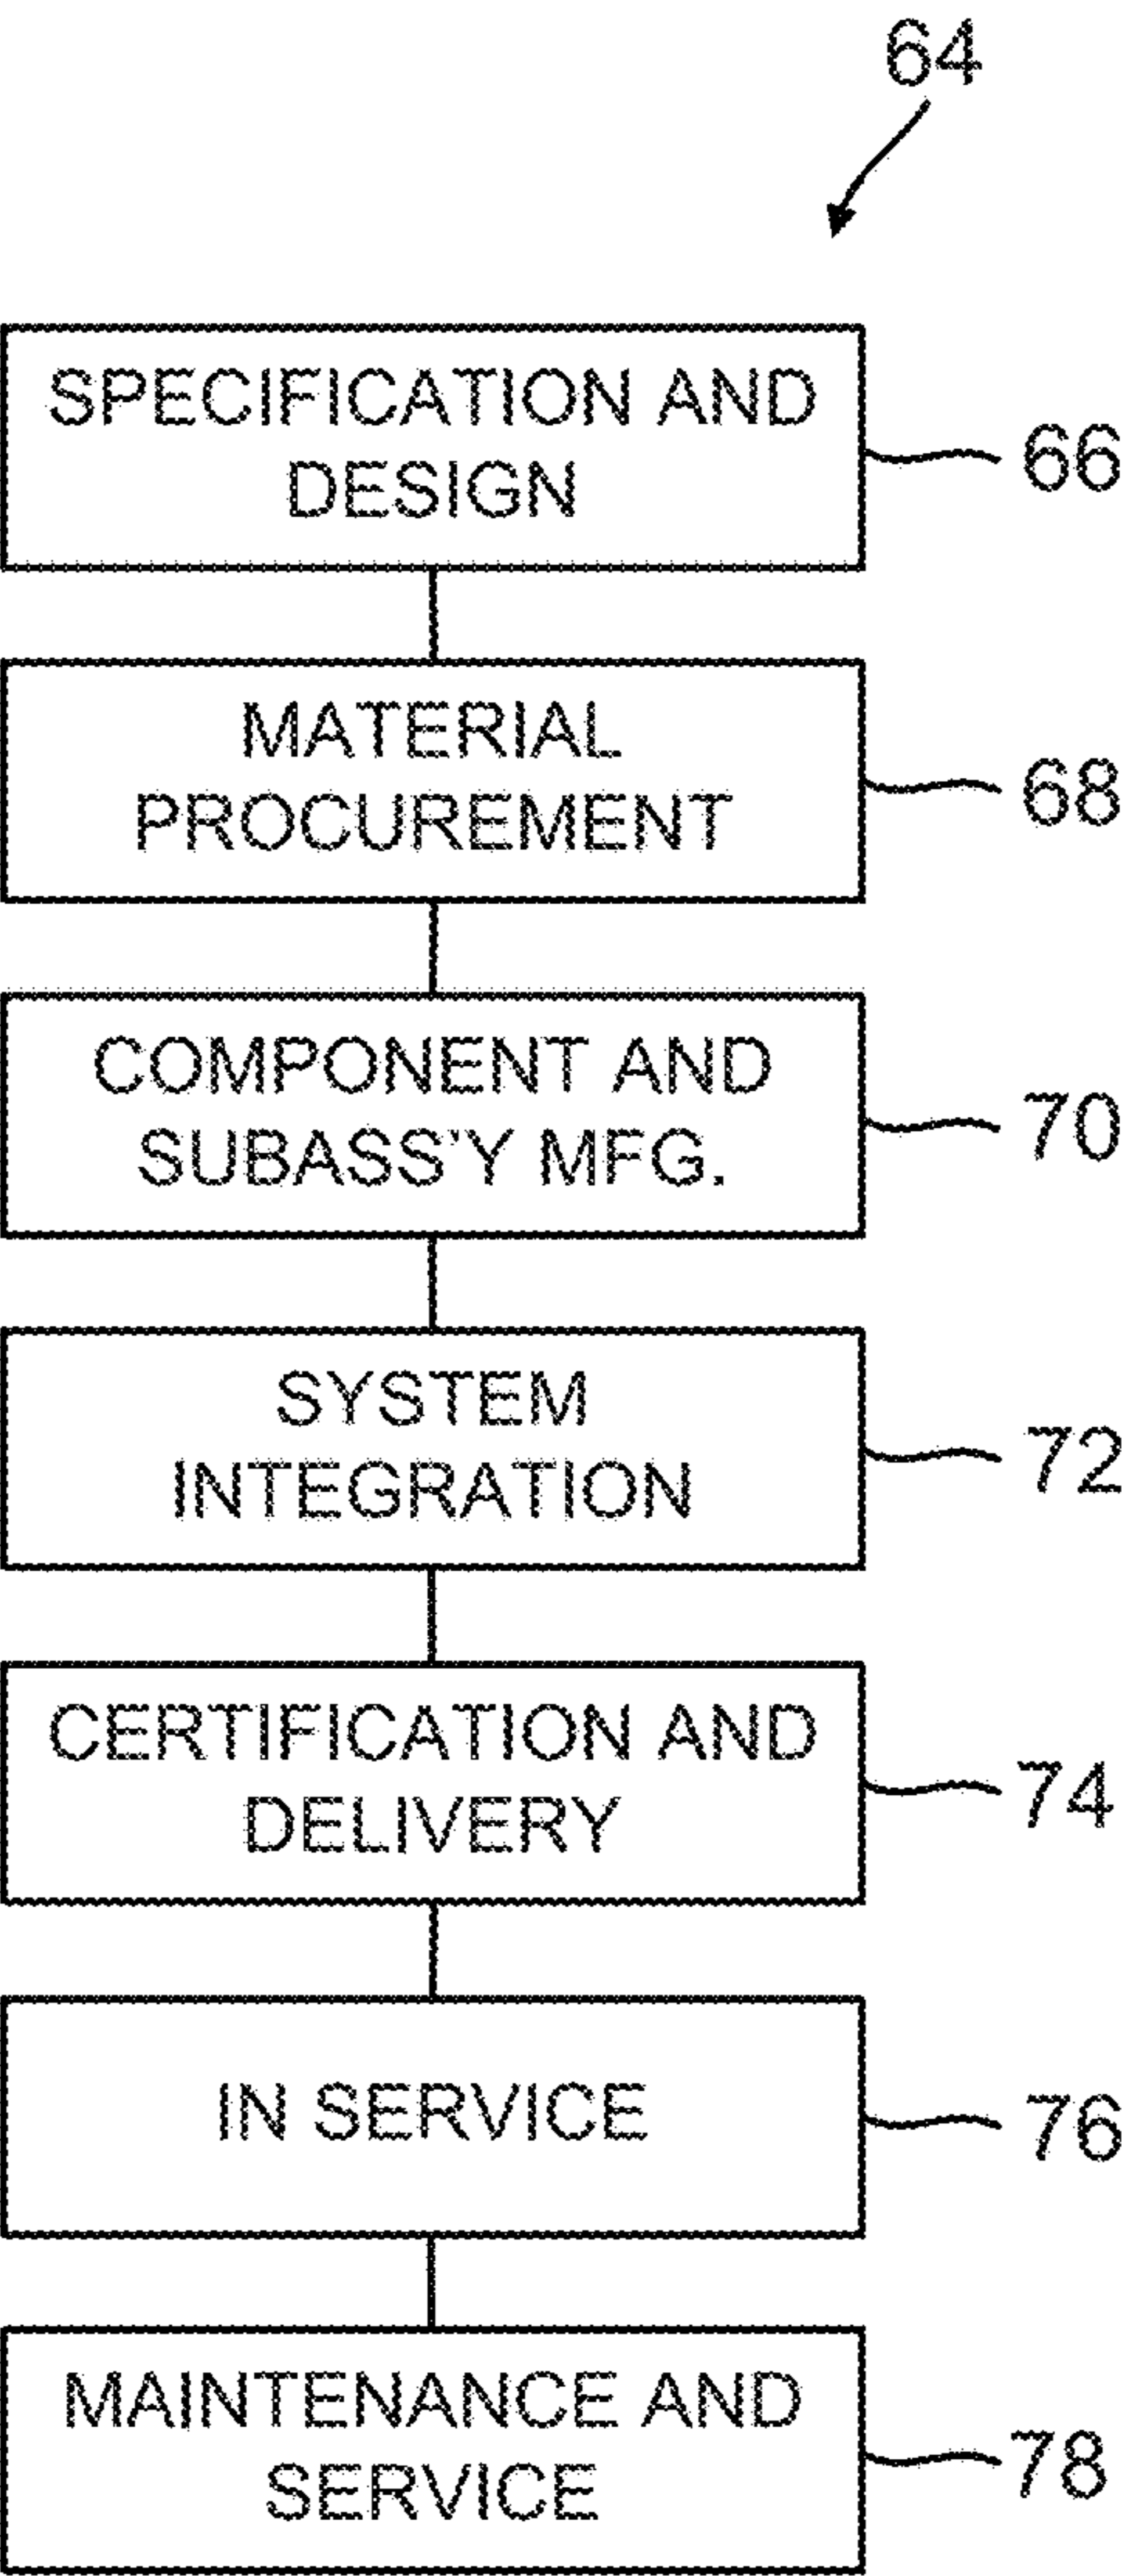 64
SPECIFICATION AND
DESIGN
66
MATERIAL
PROCUREMENT
68
COMPONENT AND
SUBASS'Y MFG.
70
SYSTEM
INTEGRATION
72
CERTIFICATION AND
DELIVERY
74
IN SERVICE
76
MAINTENANCE AND
SERVICE
78